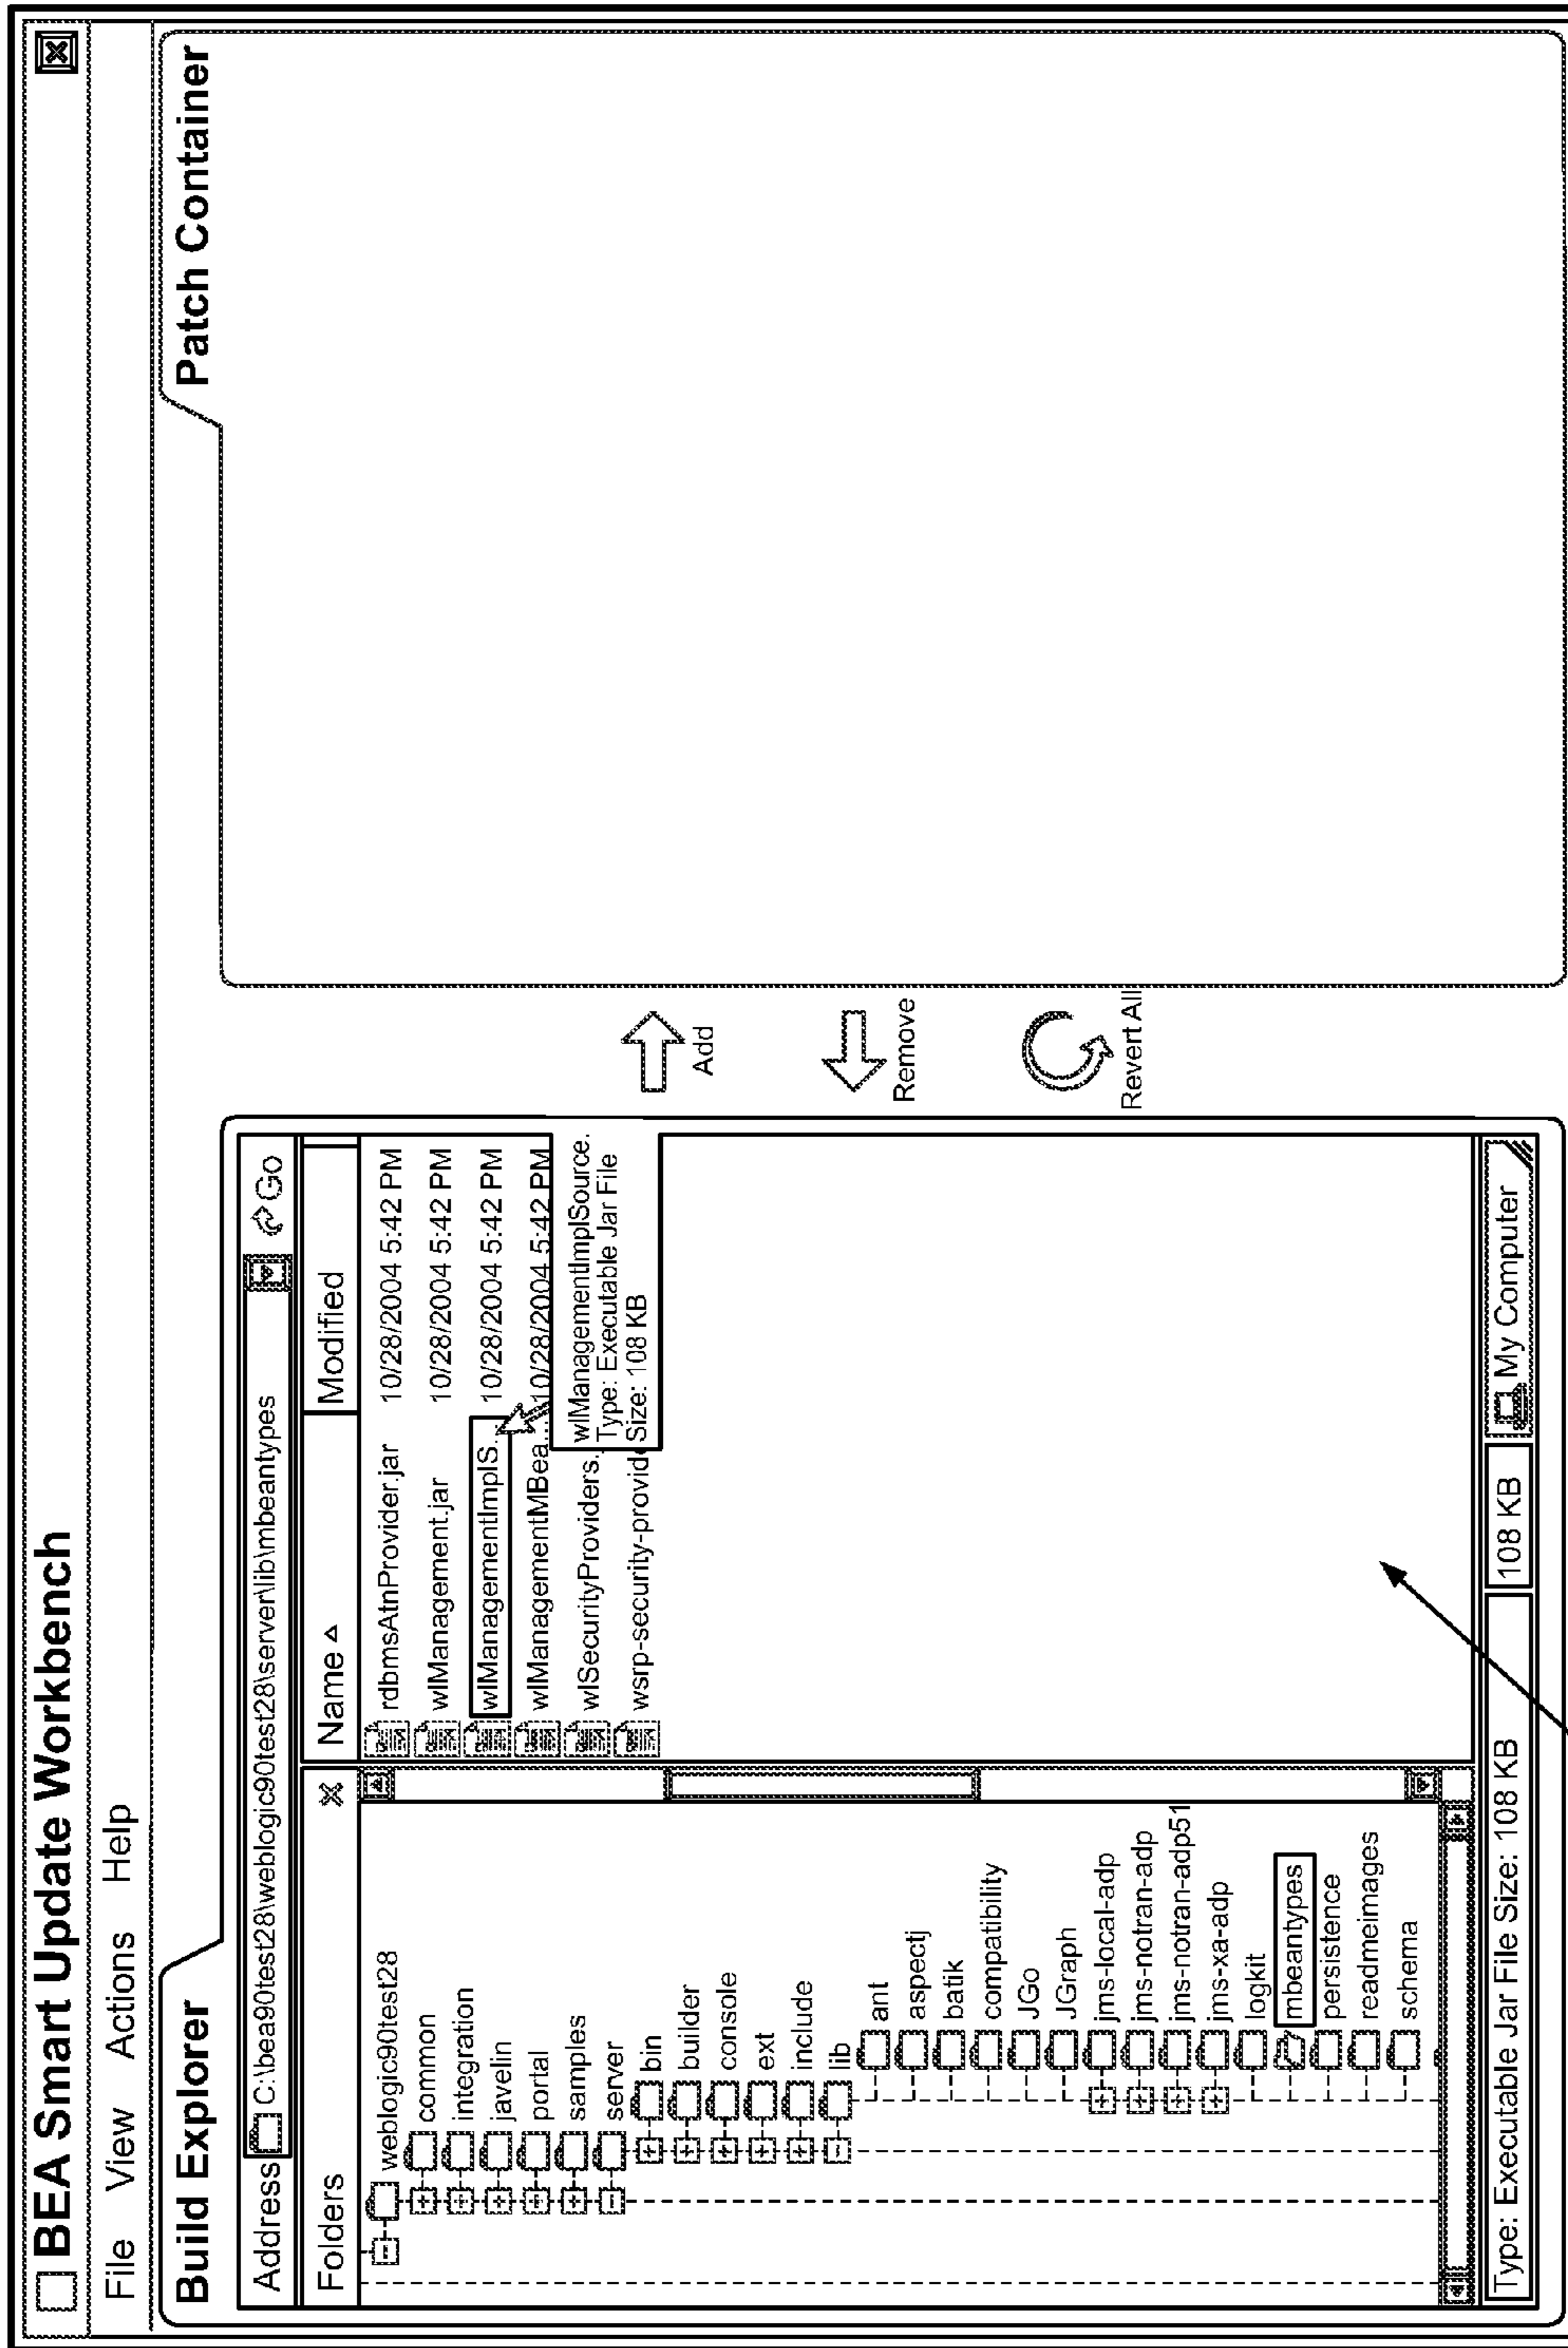 BEA Smart Update Workbench
File View Actions Help
Build Explorer
Patch Container
Address C:\bea90test28\weblogic90test28\server\lib\mbeantypes Go
Folders
Name
Modified
weblogic90test28
common
integration
javelin
portal
samples
server
bin
builder
console
ext
include
lib
ant
aspectj
batik
compatibility
JGo
JGraph
jms-local-adp
jms-notran-adp
jms-notran-adp51
jms-xa-adp
logkit
mbeantypes
persistence
readmeimages
schema
rdbmsAtnProvider.jar 10/28/2004 5:42 PM
wlManagement.jar 10/28/2004 5:42 PM
wlManagementImplS... 10/28/2004 5:42 PM
wlManagementMBea... 10/28/2004 5:42 PM
wlSecurityProviders.
wsrp-security-provide
wlManagementImplSource.
Type: Executable Jar File
Size: 108 KB
Add
Remove
Revert All
Type: Executable Jar File Size: 108 KB
108 KB
My Computer